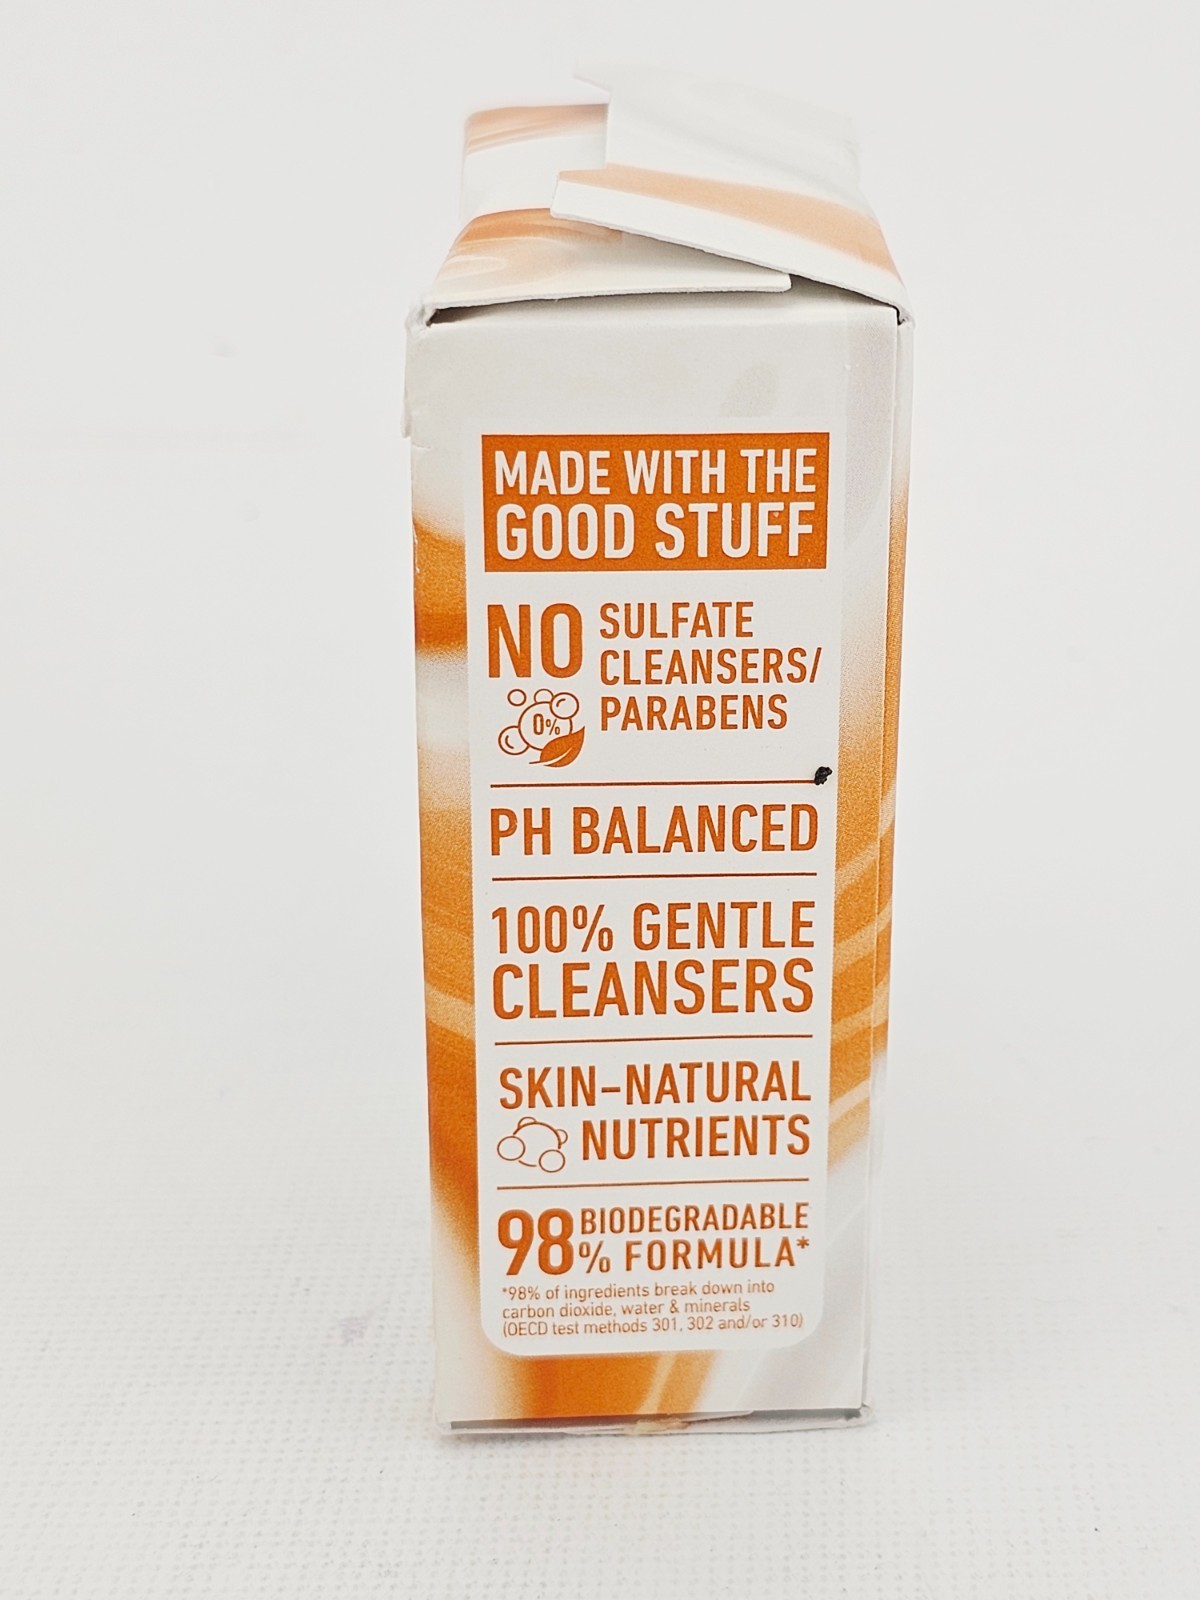 MADE WITH THE
GOOD STUFF
NO SULFATE
CLEANSERS/
PARABENS
0%
PH BALANCED
100% GENTLE
CLEANSERS
SKIN-NATURAL
NUTRIENTS
98% BIODEGRADABLE
FORMULA*
*98% of ingredients break down into
carbon dioxide, water & minerals
(OECD test methods 301, 302 and/or 310)